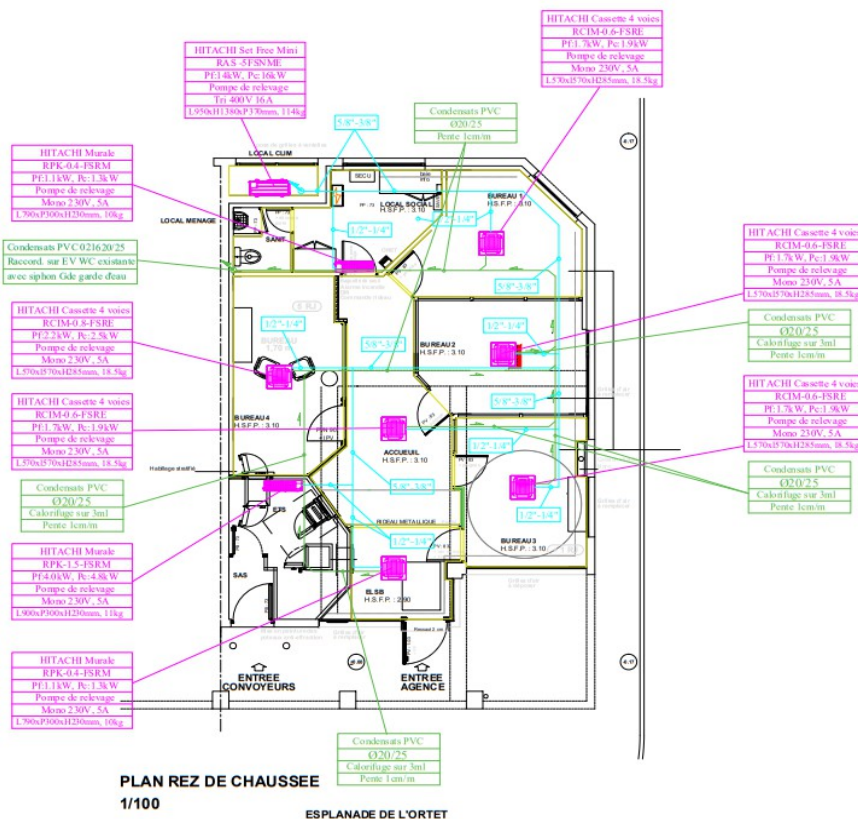 HITACHI Cassette 4 voies
RCIM-0.6-FSRE
Pf:1.7kW, Pc:1.9kW
Pompe de relevage
Mono 230V, 5A
L570xl570xH285mm, 18.5kg
HITACHI Set Free Mini
RAS -5FSNME
Pf:14kW, Pc:16kW
Pompe de relevage
Tri 400V 16A
L950xH1380xP370mm, 114kg
Condensats PVC
Ø20/25
Pente 1cm/m
5/8"-3/8"
LOCAL CLIM
HITACHI Murale
RPK-0.4-FSRM
Pf:1.1kW, Pc:1.3kW
Pompe de relevage
Mono 230V, 5A
L790xP300xH230mm, 10kg
SECU
LOCAL SOCIAL
H.S.F.P. : 3.10
BUREAU 1
H.S.F.P. : 3.10
LOCAL MENAGE
SANIT
1/2"-1/4"
1/2"-1/4"
Condensats PVC 021620/25
Raccord. sur EV WC existante
avec siphon Gde garde d'eau
HITACHI Cassette 4 voies
RCIM-0.6-FSRE
Pf:1.7kW, Pc:1.9kW
Pompe de relevage
Mono 230V, 5A
L570xl570xH285mm, 18.5kg
5/8"-3/8"
HITACHI Cassette 4 voies
RCIM-0.8-FSRE
Pf:2.2kW, Pc:2.5kW
Pompe de relevage
Mono 230V, 5A
L570xl570xH285mm, 18.5kg
1/2"-1/4"
BUREAU
1/2"-1/4"
BUREAU 2
H.S.F.P. : 3.10
5/8"-3/8"
Condensats PVC
Ø20/25
Calorifuge sur 3ml
Pente 1cm/m
HITACHI Cassette 4 voies
RCIM-0.6-FSRE
Pf:1.7kW, Pc:1.9kW
Pompe de relevage
Mono 230V, 5A
L570xl570xH285mm, 18.5kg
5/8"-3/8"
HITACHI Cassette 4 voies
RCIM-0.6-FSRE
Pf:1.7kW, Pc:1.9kW
Pompe de relevage
Mono 230V, 5A
L570xl570xH285mm, 18.5kg
BUREAU 4
H.S.F.P. : 3.10
ACCUEUIL
H.S.F.P. : 3.10
1/2"-1/4"
Condensats PVC
Ø20/25
Calorifuge sur 3ml
Pente 1cm/m
Condensats PVC
Ø20/25
Calorifuge sur 3ml
Pente 1cm/m
5/8"-3/8"
1/2"-1/4"
RIDEAU METALLIQUE
1/2"-1/4"
BUREAU 3
H.S.F.P. : 3.10
HITACHI Murale
RPK-1.5-FSRM
Pf:4.0kW, Pc:4.8kW
Pompe de relevage
Mono 230V, 5A
L900xP300xH230mm, 11kg
SAS
ELSB
H.S.F.P. : 2.90
HITACHI Murale
RPK-0.4-FSRM
Pf:1.1kW, Pc:1.3kW
Pompe de relevage
Mono 230V, 5A
L790xP300xH230mm, 10kg
ENTREE
CONVOYEURS
ENTREE
AGENCE
Condensats PVC
Ø20/25
Calorifuge sur 3ml
Pente 1cm/m
PLAN REZ DE CHAUSSEE
1/100
ESPLANADE DE L'ORTET